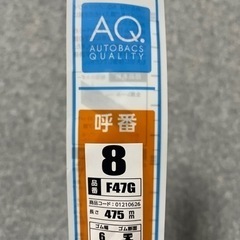 AQ.
AUTOBACS
QUALITY
呼番
8
品番 F47G
商品コード：01210626
長さ 475 mm
ゴム幅 ゴム断面
6